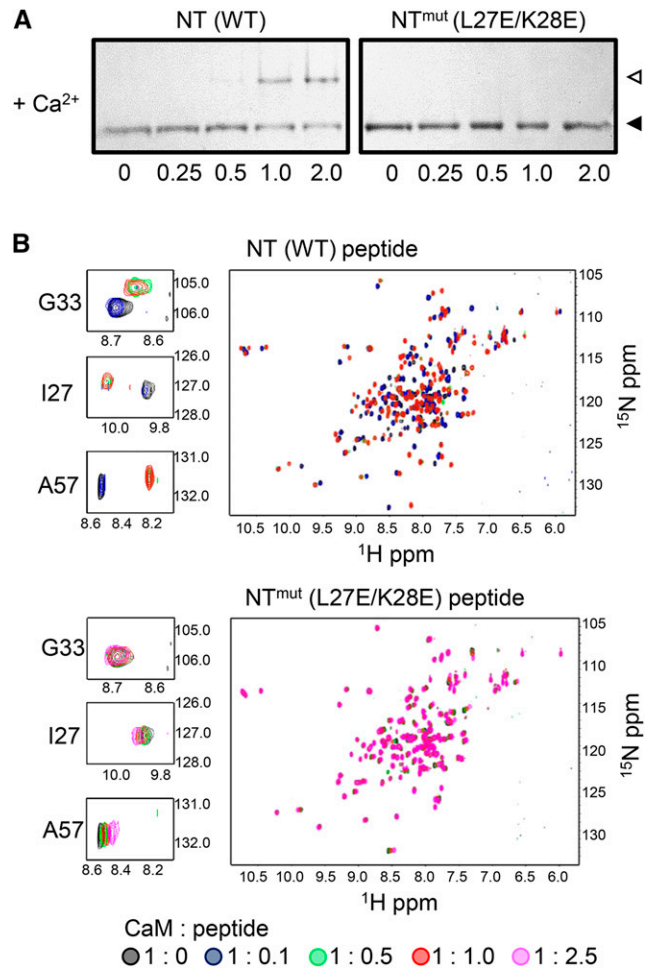 A
NT (WT)
NTᵐᵘᵗ (L27E/K28E)
+ Ca²⁺
0 0.25 0.5 1.0 2.0
0 0.25 0.5 1.0 2.0
B
NT (WT) peptide
G33
105.0
106.0
8.7 8.6
I27
126.0
127.0
128.0
10.0 9.8
A57
131.0
132.0
8.6 8.4 8.2
105
110
115
120
125
130
¹⁵N ppm
10.5 10.0 9.5 9.0 8.5 8.0 7.5 7.0 6.5 6.0
¹H ppm
NTᵐᵘᵗ (L27E/K28E) peptide
G33
105.0
106.0
8.7 8.6
I27
126.0
127.0
128.0
10.0 9.8
A57
131.0
132.0
8.6 8.4 8.2
105
110
115
120
125
130
¹⁵N ppm
10.5 10.0 9.5 9.0 8.5 8.0 7.5 7.0 6.5 6.0
¹H ppm
CaM : peptide
1 : 0 1 : 0.1 1 : 0.5 1 : 1.0 1 : 2.5